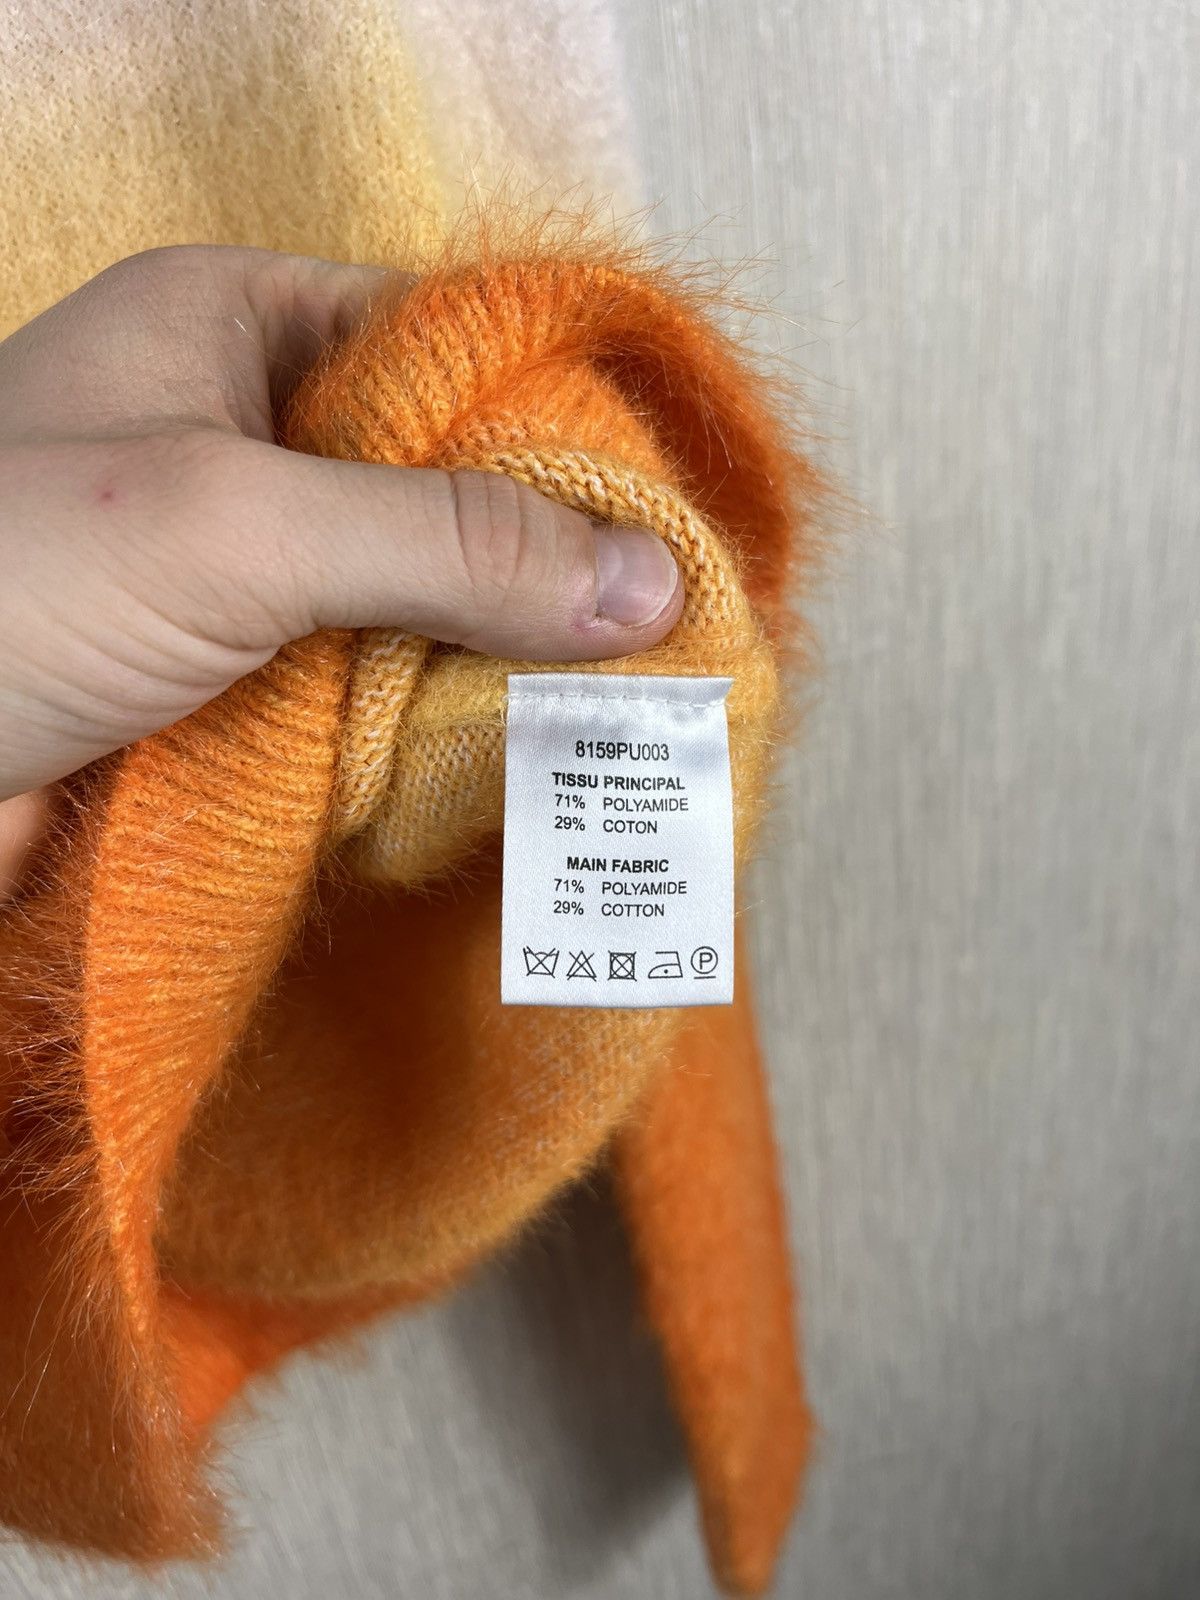 8159PU003
TISSU PRINCIPAL
71% POLYAMIDE
29% COTON
MAIN FABRIC
71% POLYAMIDE
29% COTTON
P